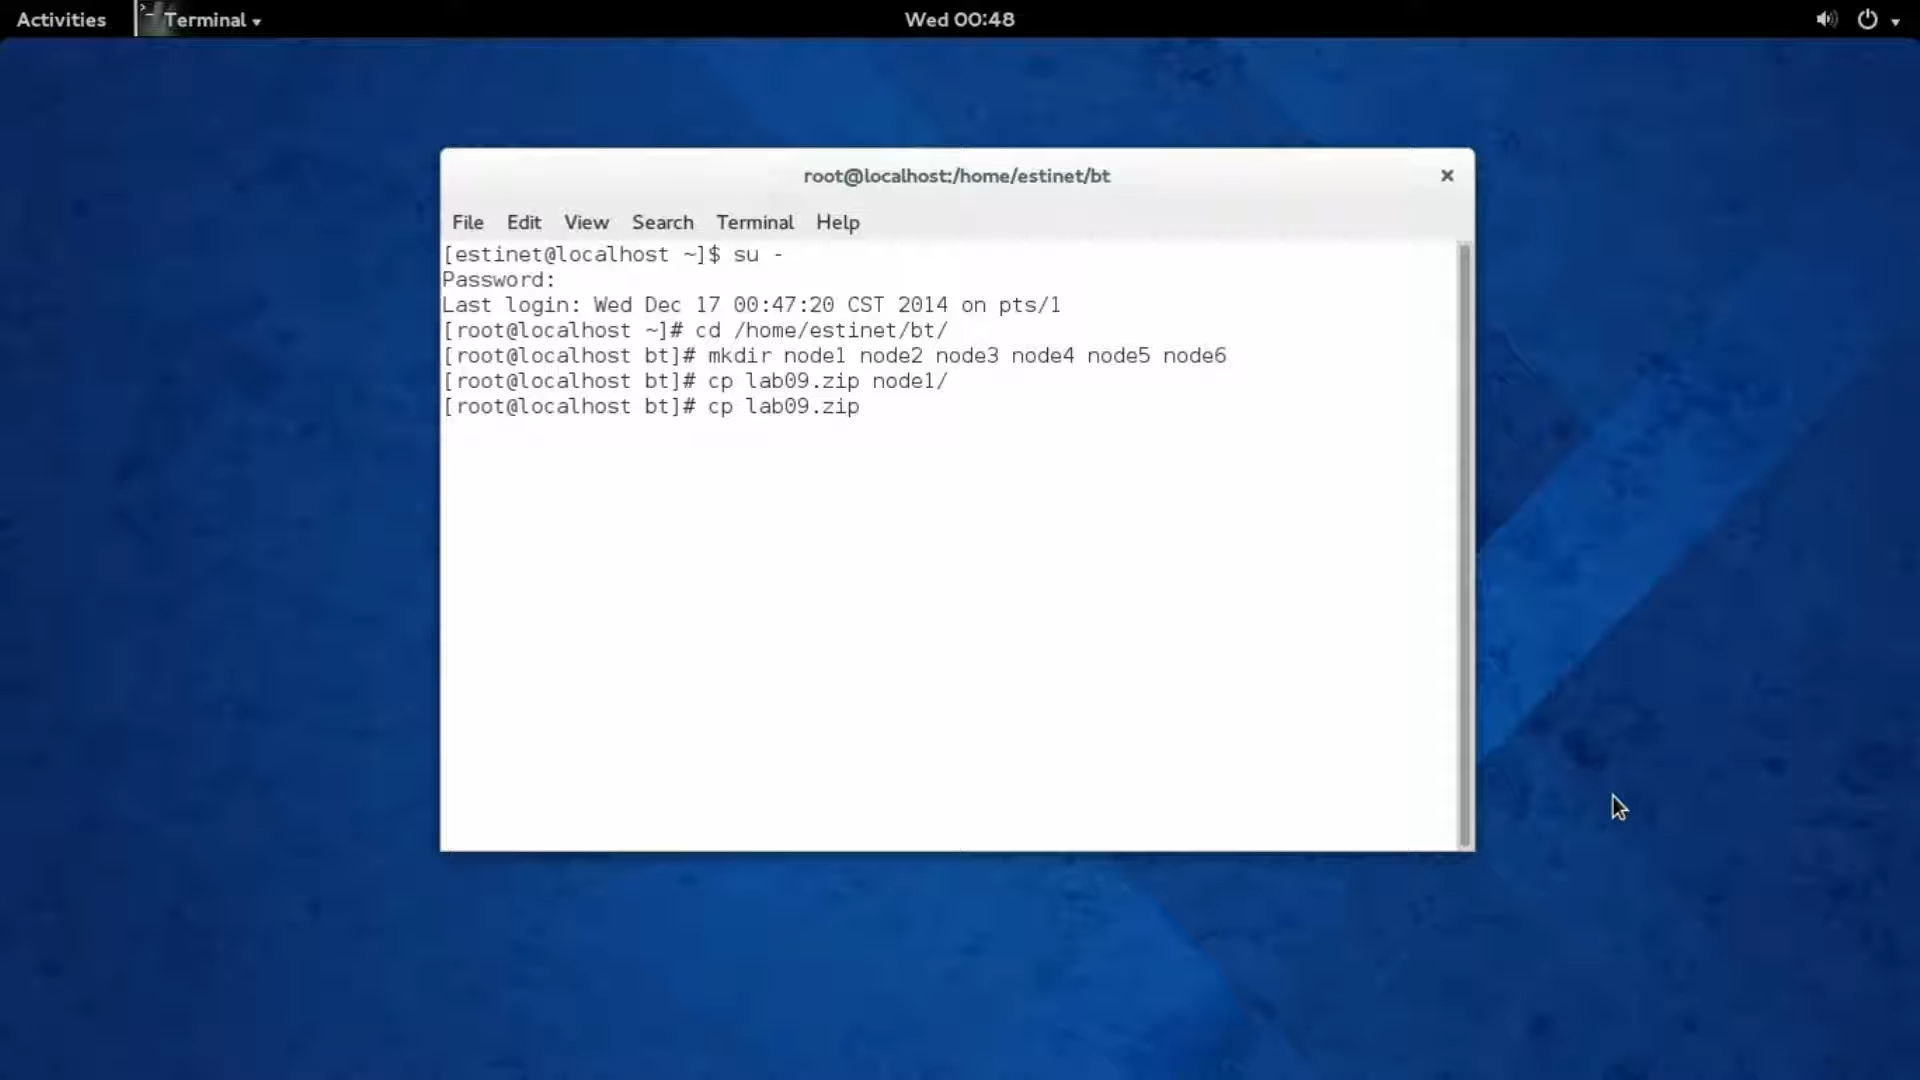 Activities Terminal Wed 00:48
root@localhost:/home/estinet/bt
File Edit View Search Terminal Help
[estinet@localhost ~]$ su -
Password:
Last login: Wed Dec 17 00:47:20 CST 2014 on pts/1
[root@localhost ~]# cd /home/estinet/bt/
[root@localhost bt]# mkdir node1 node2 node3 node4 node5 node6
[root@localhost bt]# cp lab09.zip node1/
[root@localhost bt]# cp lab09.zip